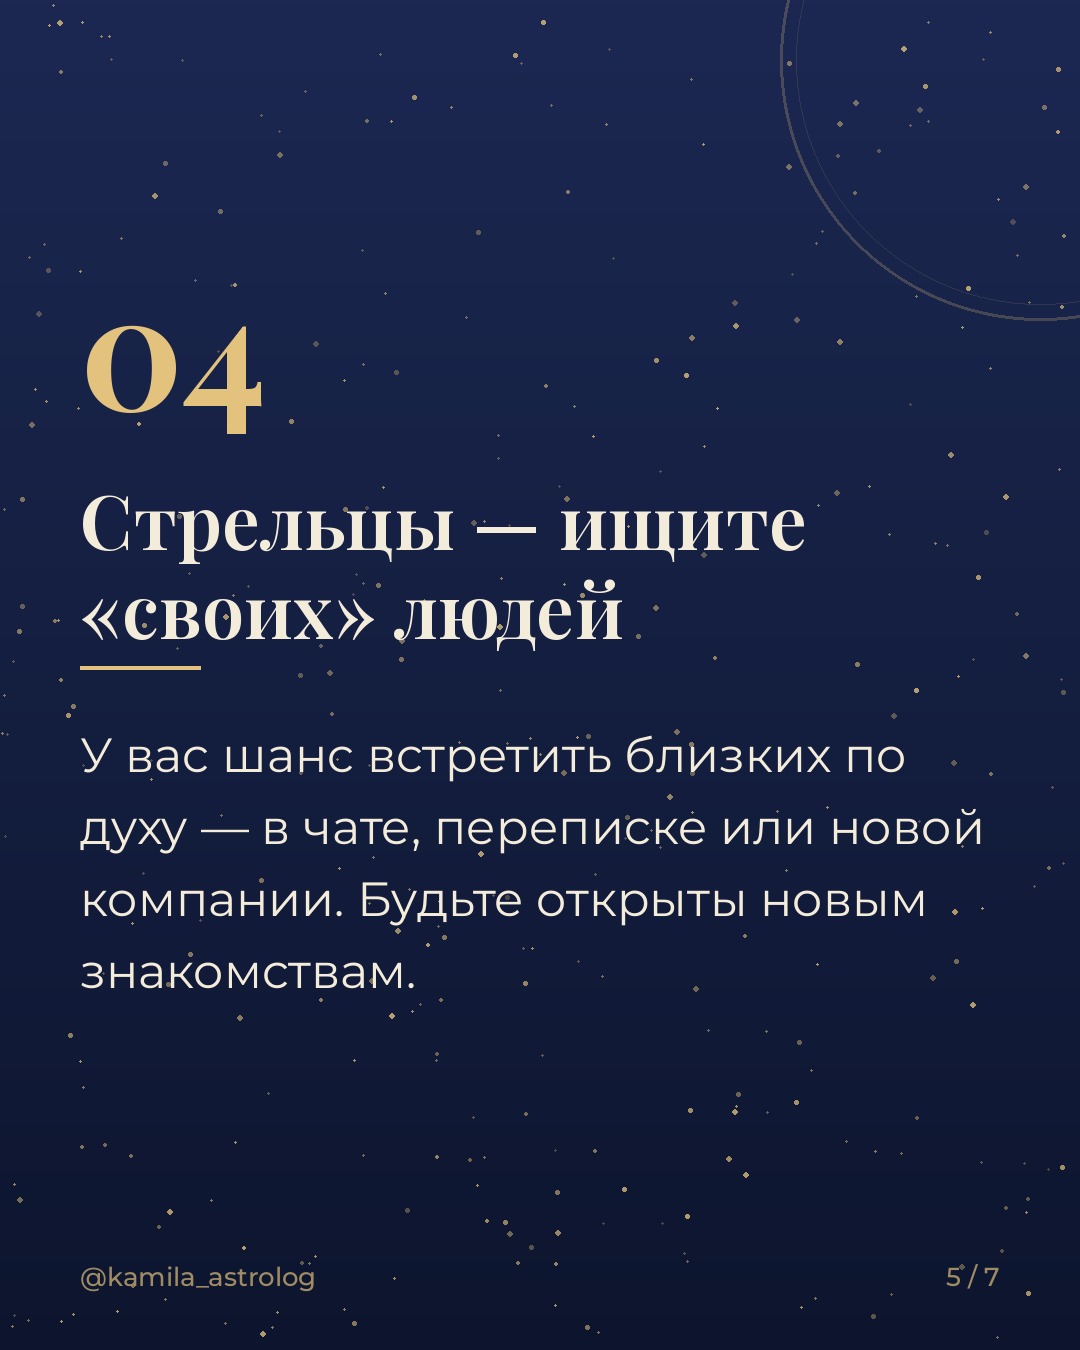 04
Стрельцы — ищите
«своих» людей
У вас шанс встретить близких по
духу — в чате, переписке или новой
компании. Будьте открыты новым
знакомствам.
@kamila_astrolog
5 / 7